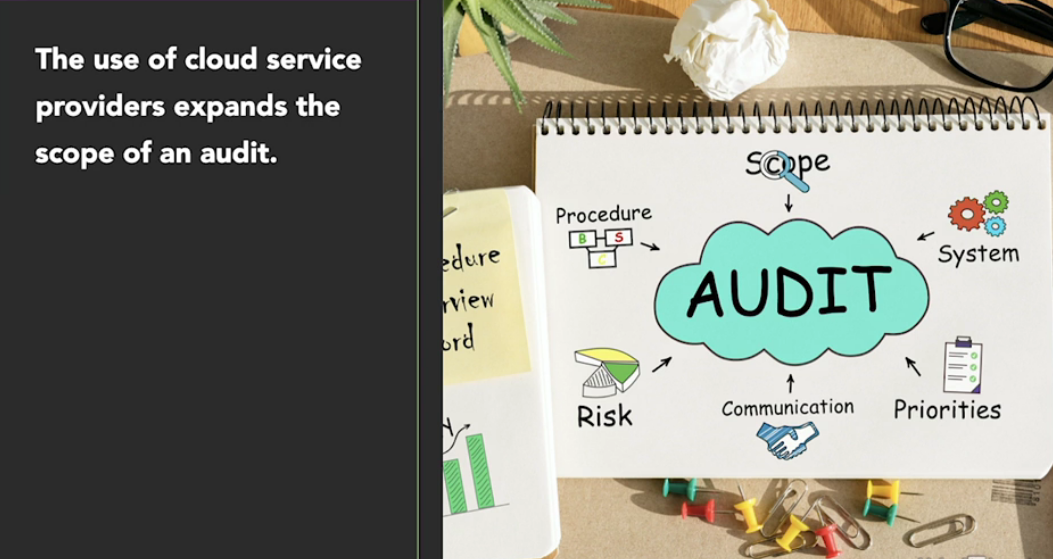 The use of cloud service
providers expands the
scope of an audit.
Scope
Procedure
B S
C
System
AUDIT
edure
rview
ord
Risk
Communication
Priorities
y